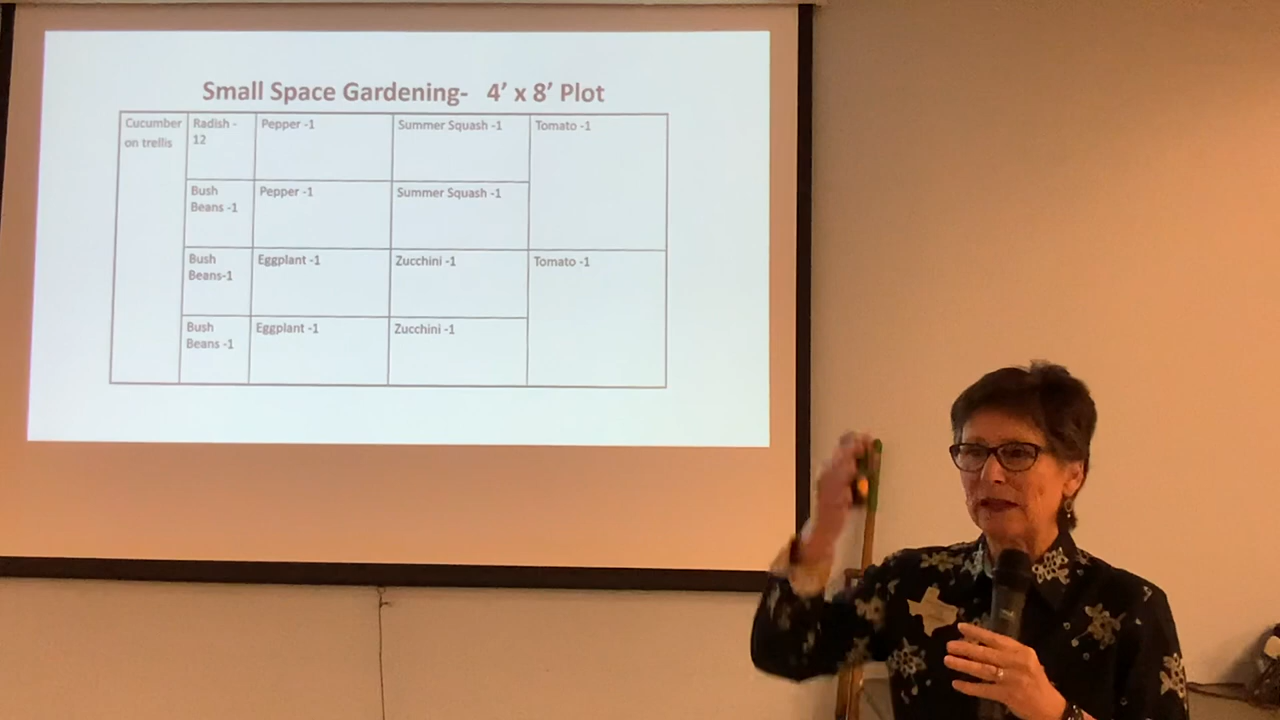 Small Space Gardening- 4’ x 8’ Plot
Cucumber on trellis
Radish - 12
Pepper -1
Summer Squash -1
Tomato -1
Bush Beans -1
Pepper -1
Summer Squash -1
Bush Beans-1
Eggplant -1
Zucchini -1
Tomato -1
Bush Beans -1
Eggplant -1
Zucchini -1